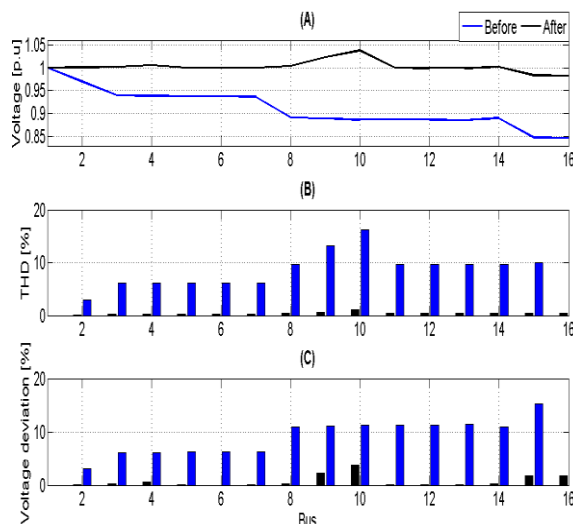 (A)
Before After
Voltage [p.u]
1.05
1
0.95
0.9
0.85
2 4 6 8 10 12 14 16
(B)
THD [%]
20
10
0
2 4 6 8 10 12 14 16
(C)
Voltage deviation [%]
20
10
0
2 4 6 8 10 12 14 16
Bus